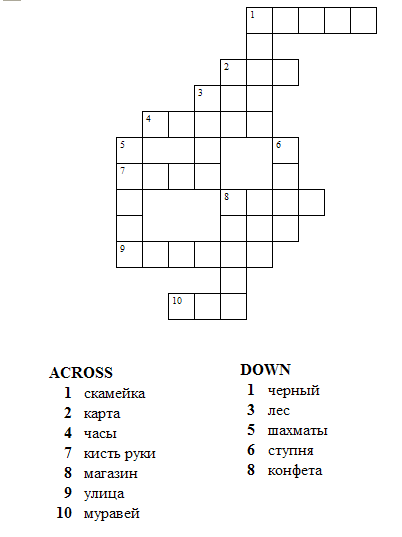 1
2
3
4
5
6
7
8
9
10
ACROSS
1 скамейка
2 карта
4 часы
7 кисть руки
8 магазин
9 улица
10 муравей
DOWN
1 черный
3 лес
5 шахматы
6 ступня
8 конфета